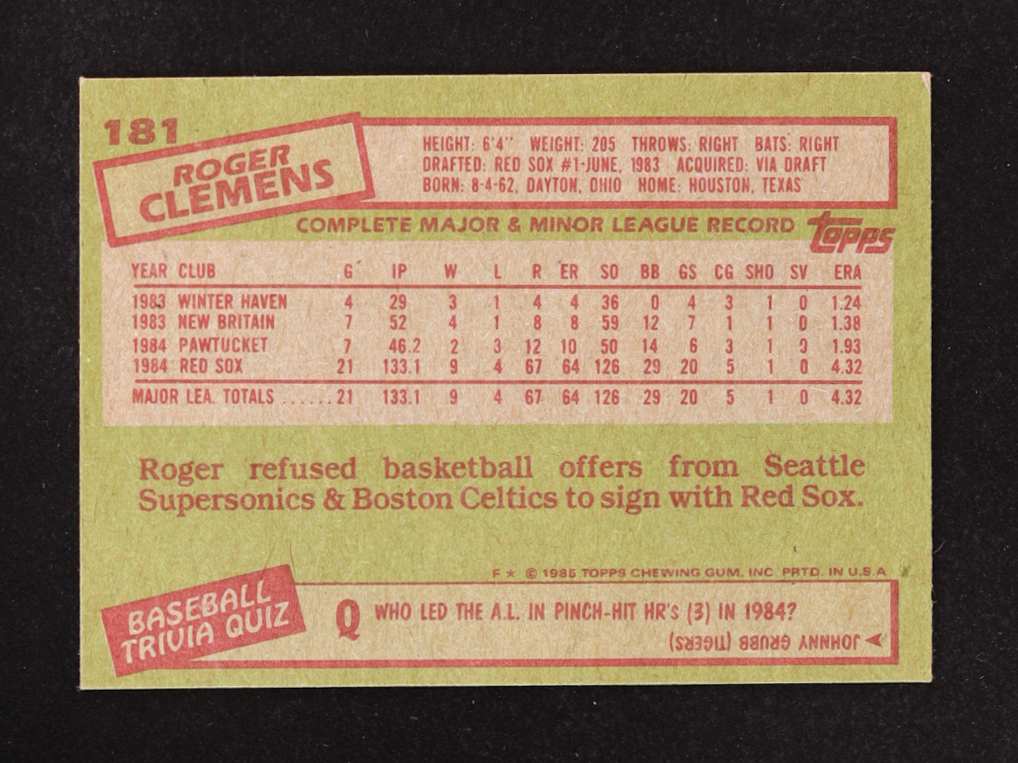 181
ROGER
CLEMENS
HEIGHT: 6'4" WEIGHT: 205 THROWS: RIGHT BATS: RIGHT
DRAFTED: RED SOX #1-JUNE, 1983 ACQUIRED: VIA DRAFT
BORN: 8-4-62, DAYTON, OHIO HOME: HOUSTON, TEXAS
COMPLETE MAJOR & MINOR LEAGUE RECORD topps
YEAR CLUB G IP W L R ER SO BB GS CG SHO SV ERA
1983 WINTER HAVEN 4 29 3 1 4 4 36 0 4 3 1 0 1.24
1983 NEW BRITAIN 7 52 4 1 8 8 59 12 7 1 1 0 1.38
1984 PAWTUCKET 7 46.2 2 3 12 10 50 14 6 3 1 0 1.93
1984 RED SOX 21 133.1 9 4 67 64 126 29 20 5 1 0 4.32
MAJOR LEA. TOTALS ......21 133.1 9 4 67 64 126 29 20 5 1 0 4.32
Roger refused basketball offers from Seattle
Supersonics & Boston Celtics to sign with Red Sox.
F ★ © 1985 TOPPS CHEWING GUM, INC. PRTD. IN U.S.A
BASEBALL
TRIVIA QUIZ
Q WHO LED THE A.L. IN PINCH-HIT HR's (3) IN 1984?
JOHNNY GRUBB (TIGERS)